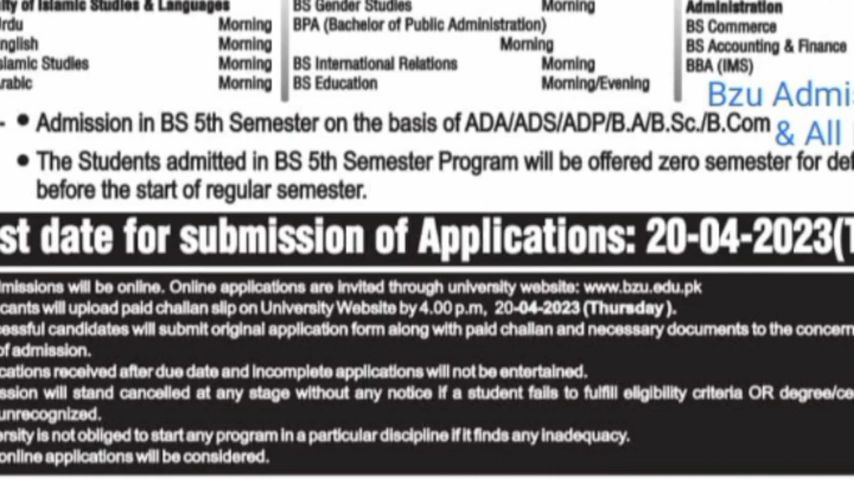 of Islamic Studies & Languages
Morning
Morning
Islamic Studies Morning
Morning
BS Gender Studies Morning
BPA (Bachelor of Public Administration)
Morning
BS International Relations Morning
BS Education Morning/Evening
Administration
BS Commerce
BS Accounting & Finance
BBA (IMS)
Bzu Admi
& All
- • Admission in BS 5th Semester on the basis of ADA/ADS/ADP/B.A/B.Sc./B.Com
• The Students admitted in BS 5th Semester Program will be offered zero semester for def
before the start of regular semester.
st date for submission of Applications: 20-04-2023(T
missions will be online. Online applications are invited through university website: www.bzu.edu.pk
cants will upload paid challan slip on University Website by 4.00 p.m, 20-04-2023 (Thursday).
essful candidates will submit original application form along with paid challan and necessary documents to the concern
of admission.
cations received after due date and incomplete applications will not be entertained.
ssion will stand cancelled at any stage without any notice if a student fails to fulfill eligibility criteria OR degree/ce
unrecognized.
ersity is not obliged to start any program in a particular discipline if it finds any inadequacy.
online applications will be considered.